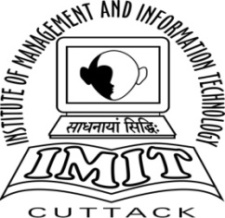 INSTITUTE OF MANAGEMENT AND INFORMATION TECHNOLOGY
साधनायां सिद्धिः
IMIT
CUTTACK